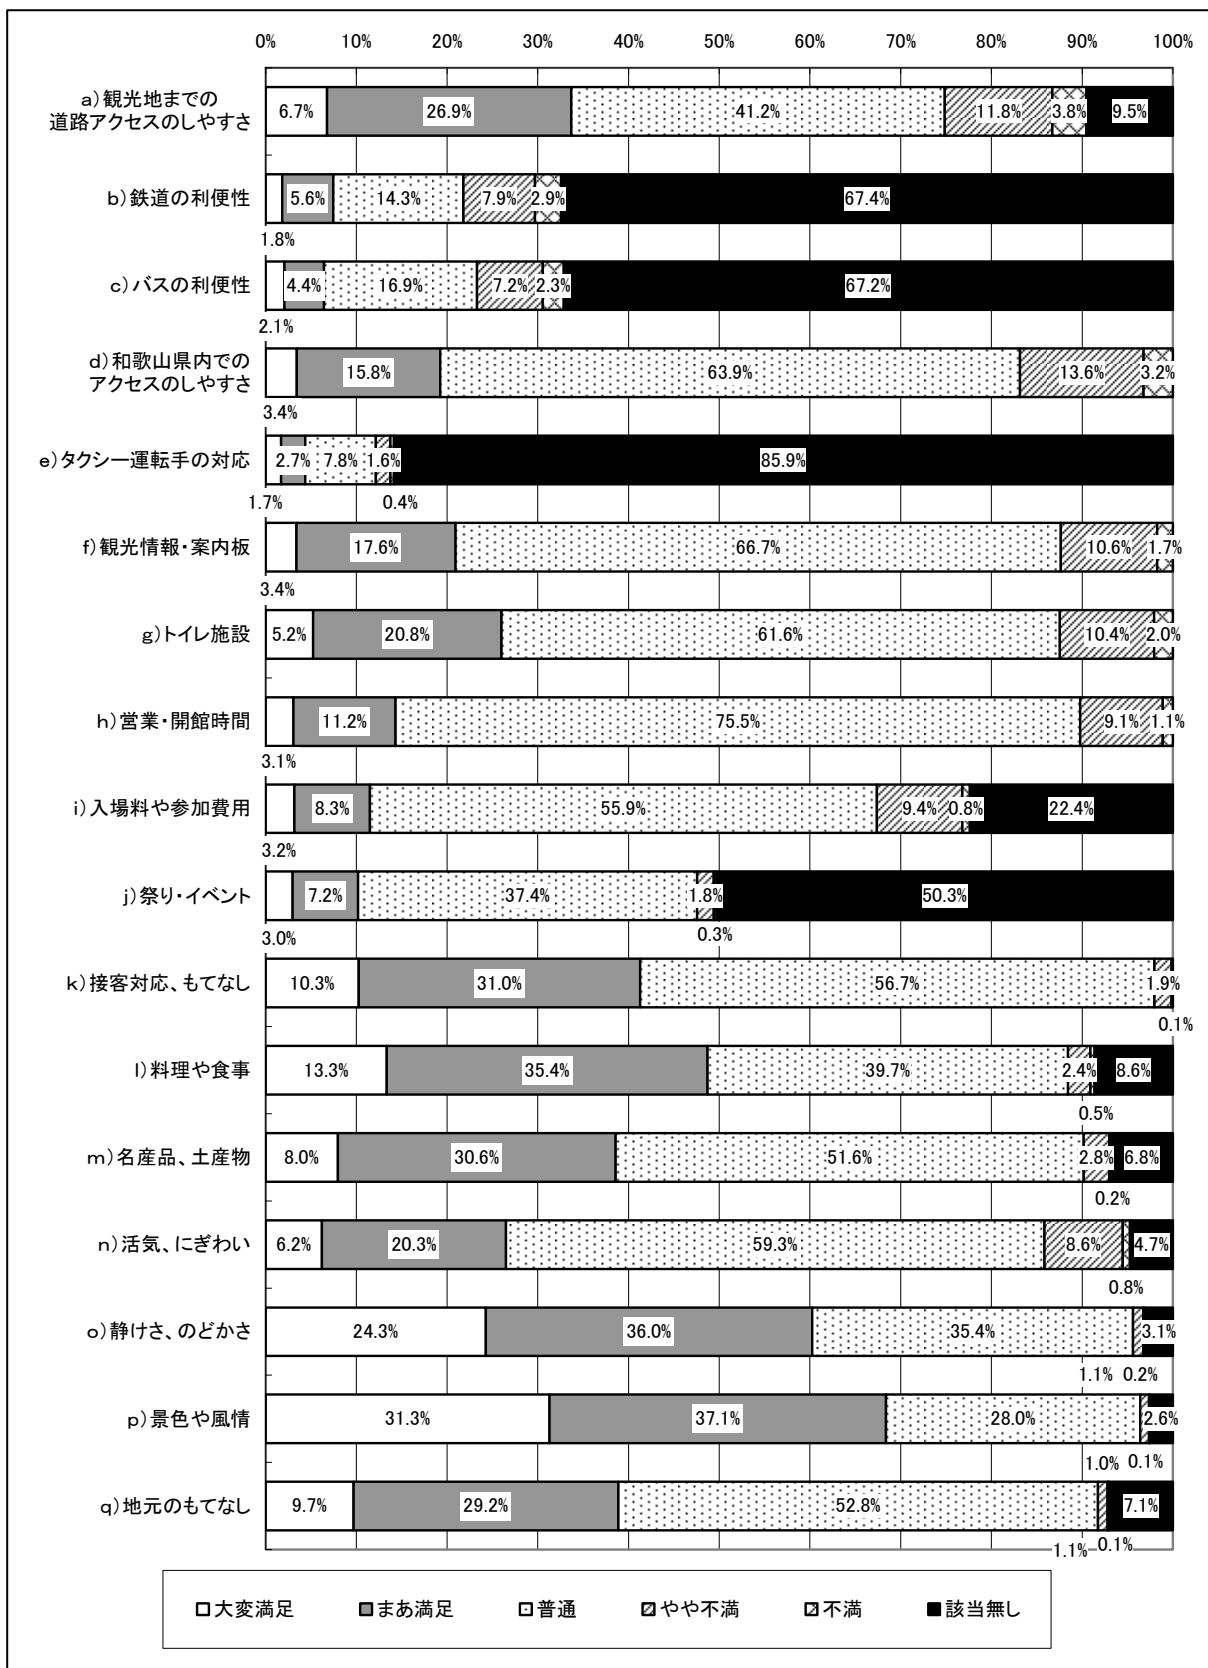 0% 10% 20% 30% 40% 50% 60% 70% 80% 90% 100%
a)観光地までの
道路アクセスのしやすさ
6.7% 26.9% 41.2% 11.8% 3.8% 9.5%
b)鉄道の利便性
5.6% 14.3% 7.9% 2.9% 67.4%
1.8%
c)バスの利便性
4.4% 16.9% 7.2% 2.3% 67.2%
2.1%
d)和歌山県内での
アクセスのしやすさ
15.8% 63.9% 13.6% 3.2%
3.4%
e)タクシー運転手の対応
2.7% 7.8% 1.6% 85.9%
1.7% 0.4%
f)観光情報・案内板
17.6% 66.7% 10.6% 1.7%
3.4%
g)トイレ施設
5.2% 20.8% 61.6% 10.4% 2.0%
h)営業・開館時間
11.2% 75.5% 9.1% 1.1%
3.1%
i)入場料や参加費用
8.3% 55.9% 9.4% 0.8% 22.4%
3.2%
j)祭り・イベント
7.2% 37.4% 1.8% 50.3%
3.0% 0.3%
k)接客対応、もてなし
10.3% 31.0% 56.7% 1.9%
0.1%
l)料理や食事
13.3% 35.4% 39.7% 2.4% 8.6%
0.5%
m)名産品、土産物
8.0% 30.6% 51.6% 2.8% 6.8%
0.2%
n)活気、にぎわい
6.2% 20.3% 59.3% 8.6% 4.7%
0.8%
o)静けさ、のどかさ
24.3% 36.0% 35.4% 3.1%
1.1% 0.2%
p)景色や風情
31.3% 37.1% 28.0% 2.6%
1.0% 0.1%
q)地元のもてなし
9.7% 29.2% 52.8% 7.1%
1.1% 0.1%
大変満足 まあ満足 普通 やや不満 不満 該当無し